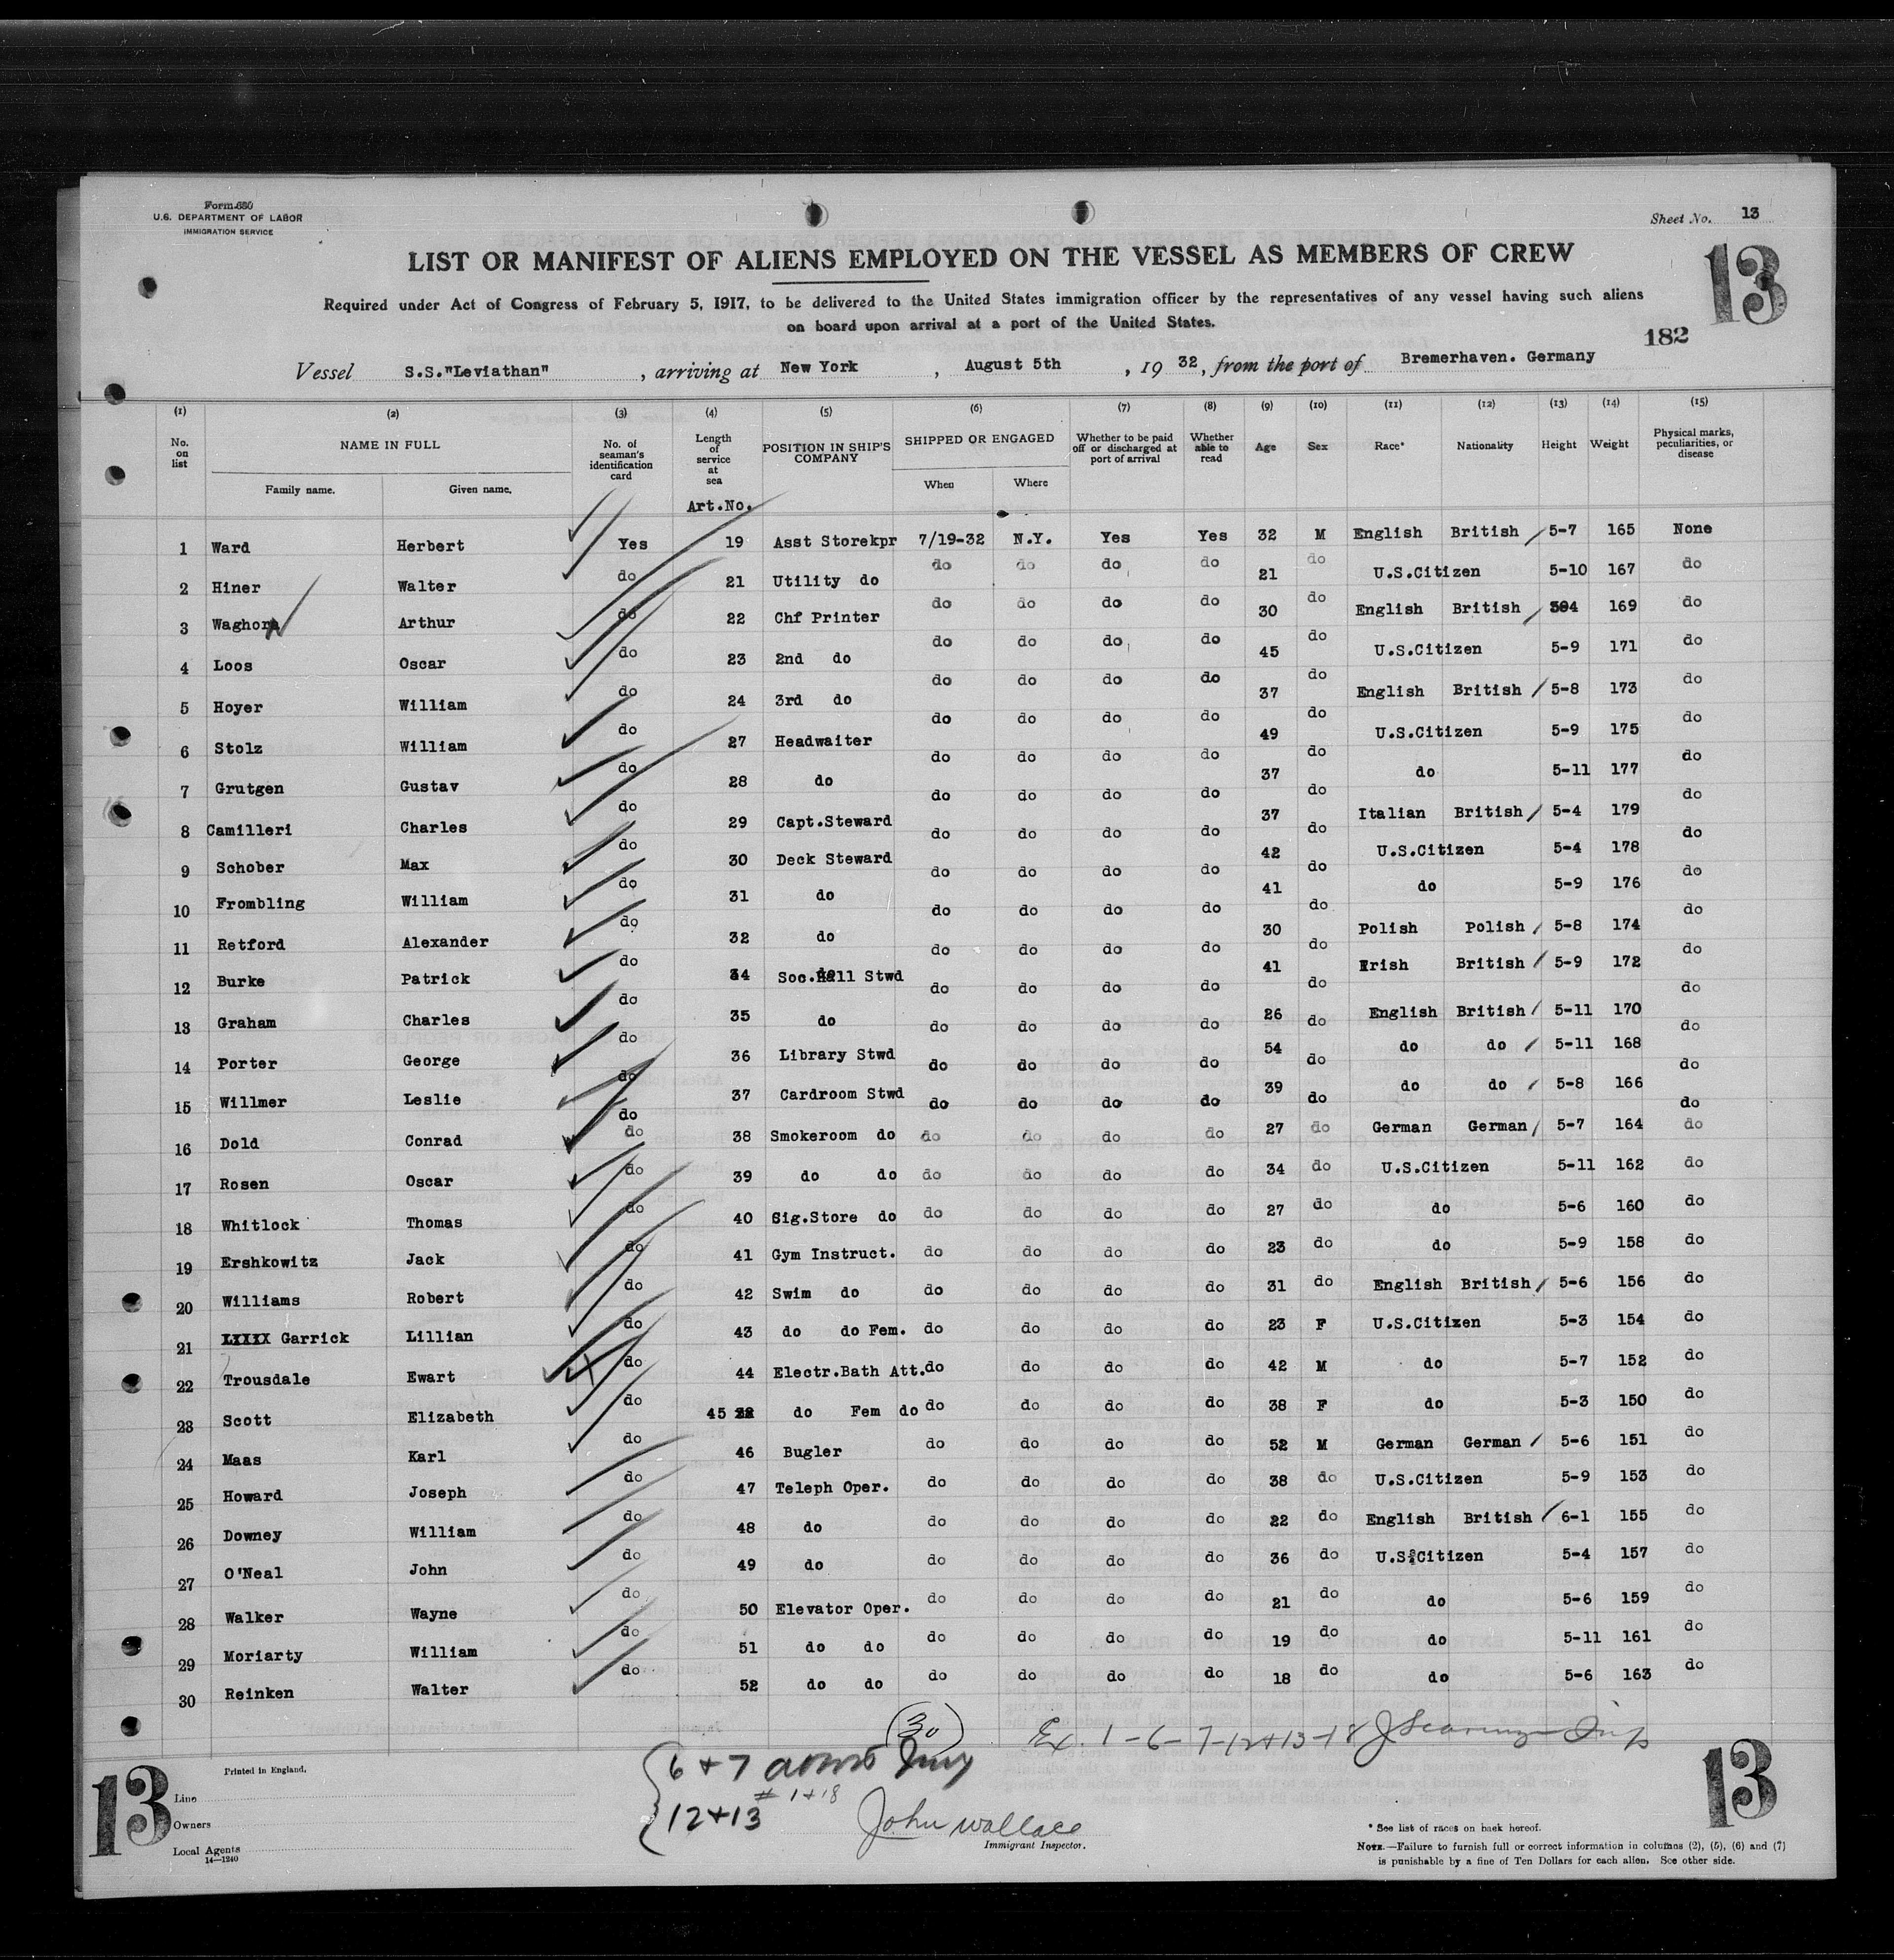 Form 680
U.S. DEPARTMENT OF LABOR
IMMIGRATION SERVICE
Sheet No. 13
LIST OR MANIFEST OF ALIENS EMPLOYED ON THE VESSEL AS MEMBERS OF CREW
13
Required under Act of Congress of February 5, 1917, to be delivered to the United States immigration officer by the representatives of any vessel having such aliens
on board upon arrival at a port of the United States.
182
Vessel S.S."Leviathan", arriving at New York, August 5th, 19 32, from the port of Bremerhaven. Germany
(1) (2) (3) (4) (5) (6) (7) (8) (9) (10) (11) (12) (13) (14) (15)
No. on list NAME IN FULL Family name. Given name. No. of seaman's identification card Length of service at sea POSITION IN SHIP'S COMPANY SHIPPED OR ENGAGED When Where Whether to be paid off or discharged at port of arrival Whether able to read Age Sex Race* Nationality Height Weight Physical marks, peculiarities, or disease
Art.No.
1 Ward Herbert Yes 19 Asst Storekpr 7/19-32 N.Y. Yes Yes 32 M English British 5-7 165 None
2 Hiner Walter do 21 Utility do do do do do 21 do U.S.Citizen 5-10 167 do
3 Waghorn Arthur do 22 Chf Printer do do do do 30 do English British 169 do
4 Loos Oscar do 23 2nd do do do do do 45 do U.S.Citizen 5-9 171 do
5 Hoyer William do 24 3rd do do do do do 37 do English British 5-8 173 do
6 Stolz William do 27 Headwaiter do do do do 49 do U.S.Citizen 5-9 175 do
7 Grutgen Gustav do 28 do do do do do 37 do do 5-11 177 do
8 Camilleri Charles do 29 Capt.Steward do do do do 37 do Italian British 5-4 179 do
9 Schober Max do 30 Deck Steward do do do do 42 do U.S.Citizen 5-4 178 do
10 Frombling William do 31 do do do do do 41 do do 5-9 176 do
11 Retford Alexander do 32 do do do do do 30 do Polish Polish 5-8 174 do
12 Burke Patrick do 34 Soc.Hall Stwd do do do do 41 do Irish British 5-9 172 do
13 Graham Charles do 35 do do do do do 26 do English British 5-11 170 do
14 Porter George do 36 Library Stwd do do do do 54 do do do 5-11 168 do
15 Willmer Leslie do 37 Cardroom Stwd do do do do 39 do do do 5-8 166 do
16 Dold Conrad do 38 Smokeroom do do do do do 27 do German German 5-7 164 do
17 Rosen Oscar do 39 do do do do do do 34 do U.S.Citizen 5-11 162 do
18 Whitlock Thomas do 40 Sig.Store do do do do do 27 do do 5-6 160 do
19 Ershkowitz Jack do 41 Gym Instruct. do do do do 23 do do 5-9 158 do
20 Williams Robert do 42 Swim do do do do do 31 do English British 5-6 156 do
21 Garrick Lillian do 43 do do Fem. do do do do 23 F U.S.Citizen 5-3 154 do
22 Trousdale Ewart do 44 Electr.Bath Att. do do do do 42 M do 5-7 152 do
23 Scott Elizabeth do 45 do Fem do do do do do 38 F do 5-3 150 do
24 Maas Karl do 46 Bugler do do do do 52 M German German 5-6 151 do
25 Howard Joseph do 47 Teleph Oper. do do do do 38 do U.S.Citizen 5-9 153 do
26 Downey William do 48 do do do do do 22 do English British 6-1 155 do
27 O'Neal John do 49 do do do do do 36 do U.S.Citizen 5-4 157 do
28 Walker Wayne do 50 Elevator Oper. do do do do 21 do do 5-6 159 do
29 Moriarty William do 51 do do do do do do 19 do do 5-11 161 do
30 Reinken Walter do 52 do do do do do do 18 do do 5-6 163 do
(30)
Ex. 1-6-7-12+13-18
6 + 7
# 1+18
12+13
John Wallace
Immigrant Inspector.
13
Printed in England.
Line
Owners
Local Agents
14—1240
13
* See list of races on back hereof.
NOTE.—Failure to furnish full or correct information in columns (2), (5), (6) and (7)
is punishable by a fine of Ten Dollars for each alien. See other side.